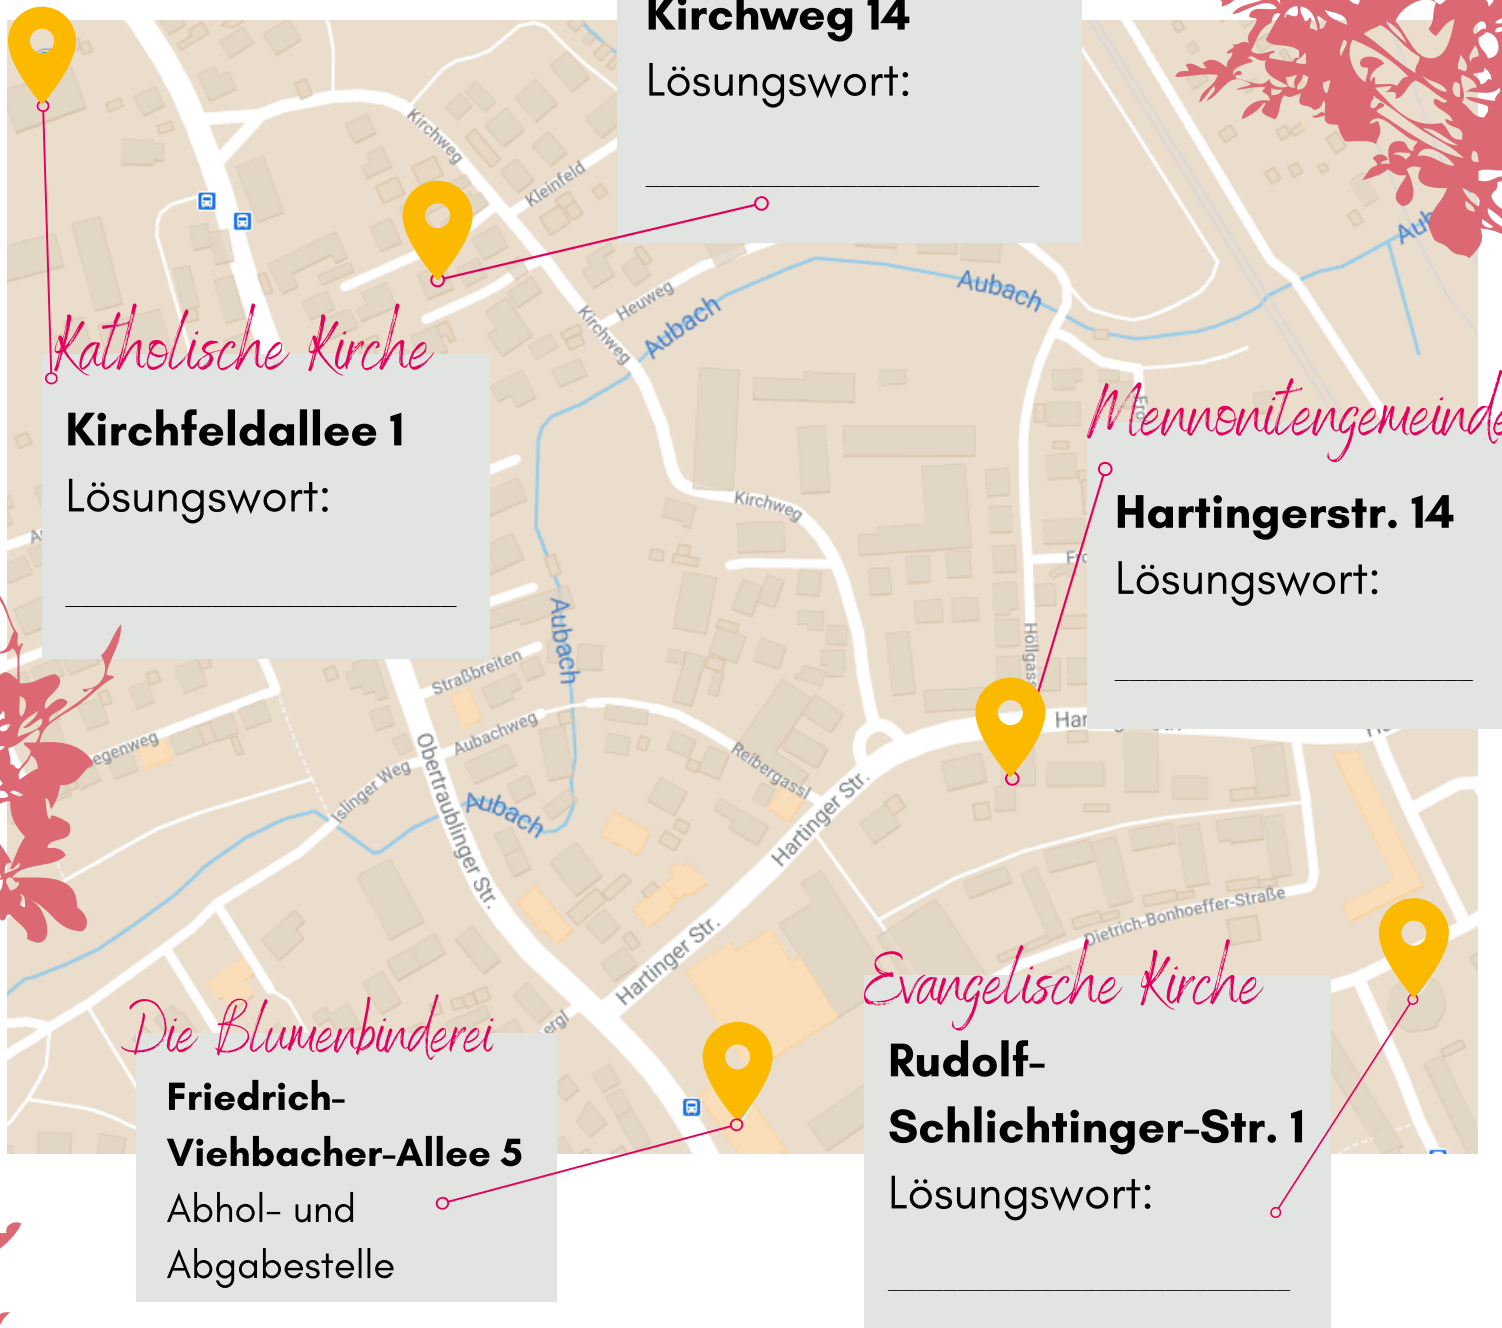 Kirchweg 14
Lösungswort:
Kirchweg
Kleinfeld
Heuweg
Kirchweg
Aubach
Aubach
Katholische Kirche
Kirchfeldallee 1
Lösungswort:
Mennonitengemeinde
Hartingerstr. 14
Lösungswort:
Kirchweg
Aubach
Straßbreiten
Aubachweg
Obertraublinger Str.
Islinger Weg
Aubach
Reibergassl
Hartinger Str.
Hartinger Str.
Dietrich-Bonhoeffer-Straße
Evangelische Kirche
Rudolf-
Schlichtinger-Str. 1
Lösungswort:
Die Blumenbinderei
Friedrich-
Viehbacher-Allee 5
Abhol- und
Abgabestelle